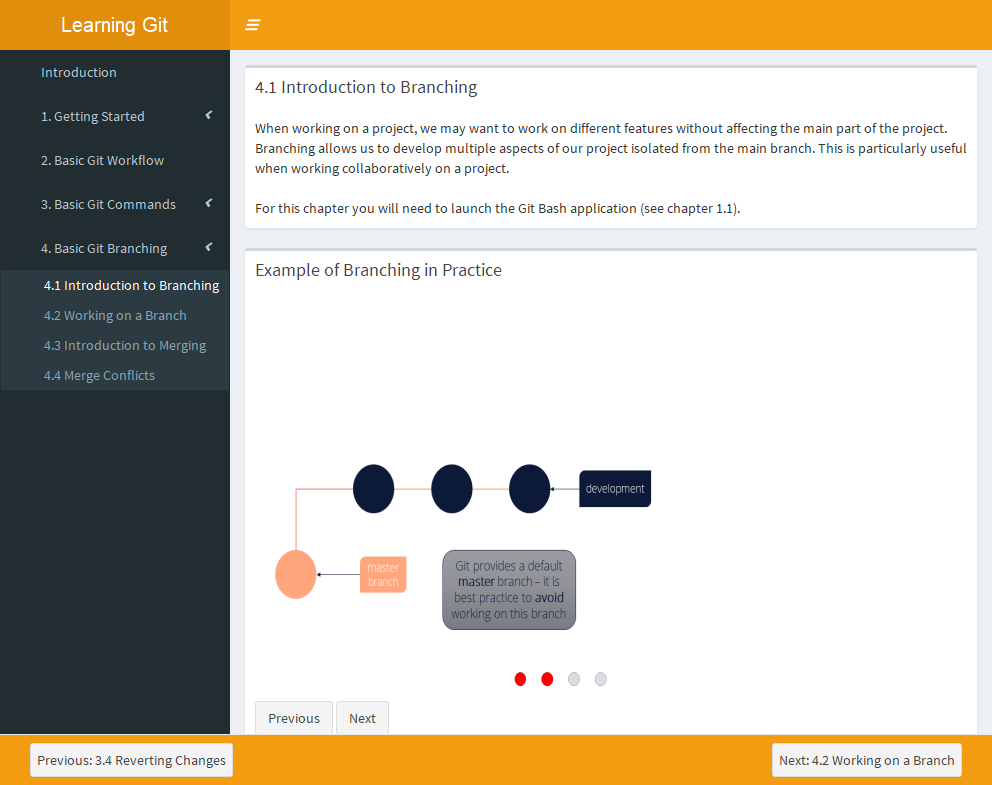 Learning Git
Introduction
1. Getting Started
2. Basic Git Workflow
3. Basic Git Commands
4. Basic Git Branching
4.1 Introduction to Branching
4.2 Working on a Branch
4.3 Introduction to Merging
4.4 Merge Conflicts
4.1 Introduction to Branching
When working on a project, we may want to work on different features without affecting the main part of the project.
Branching allows us to develop multiple aspects of our project isolated from the main branch. This is particularly useful
when working collaboratively on a project.
For this chapter you will need to launch the Git Bash application (see chapter 1.1).
Example of Branching in Practice
development
master
branch
Git provides a default
master branch – it is
best practice to avoid
working on this branch
Previous
Next
Previous: 3.4 Reverting Changes
Next: 4.2 Working on a Branch